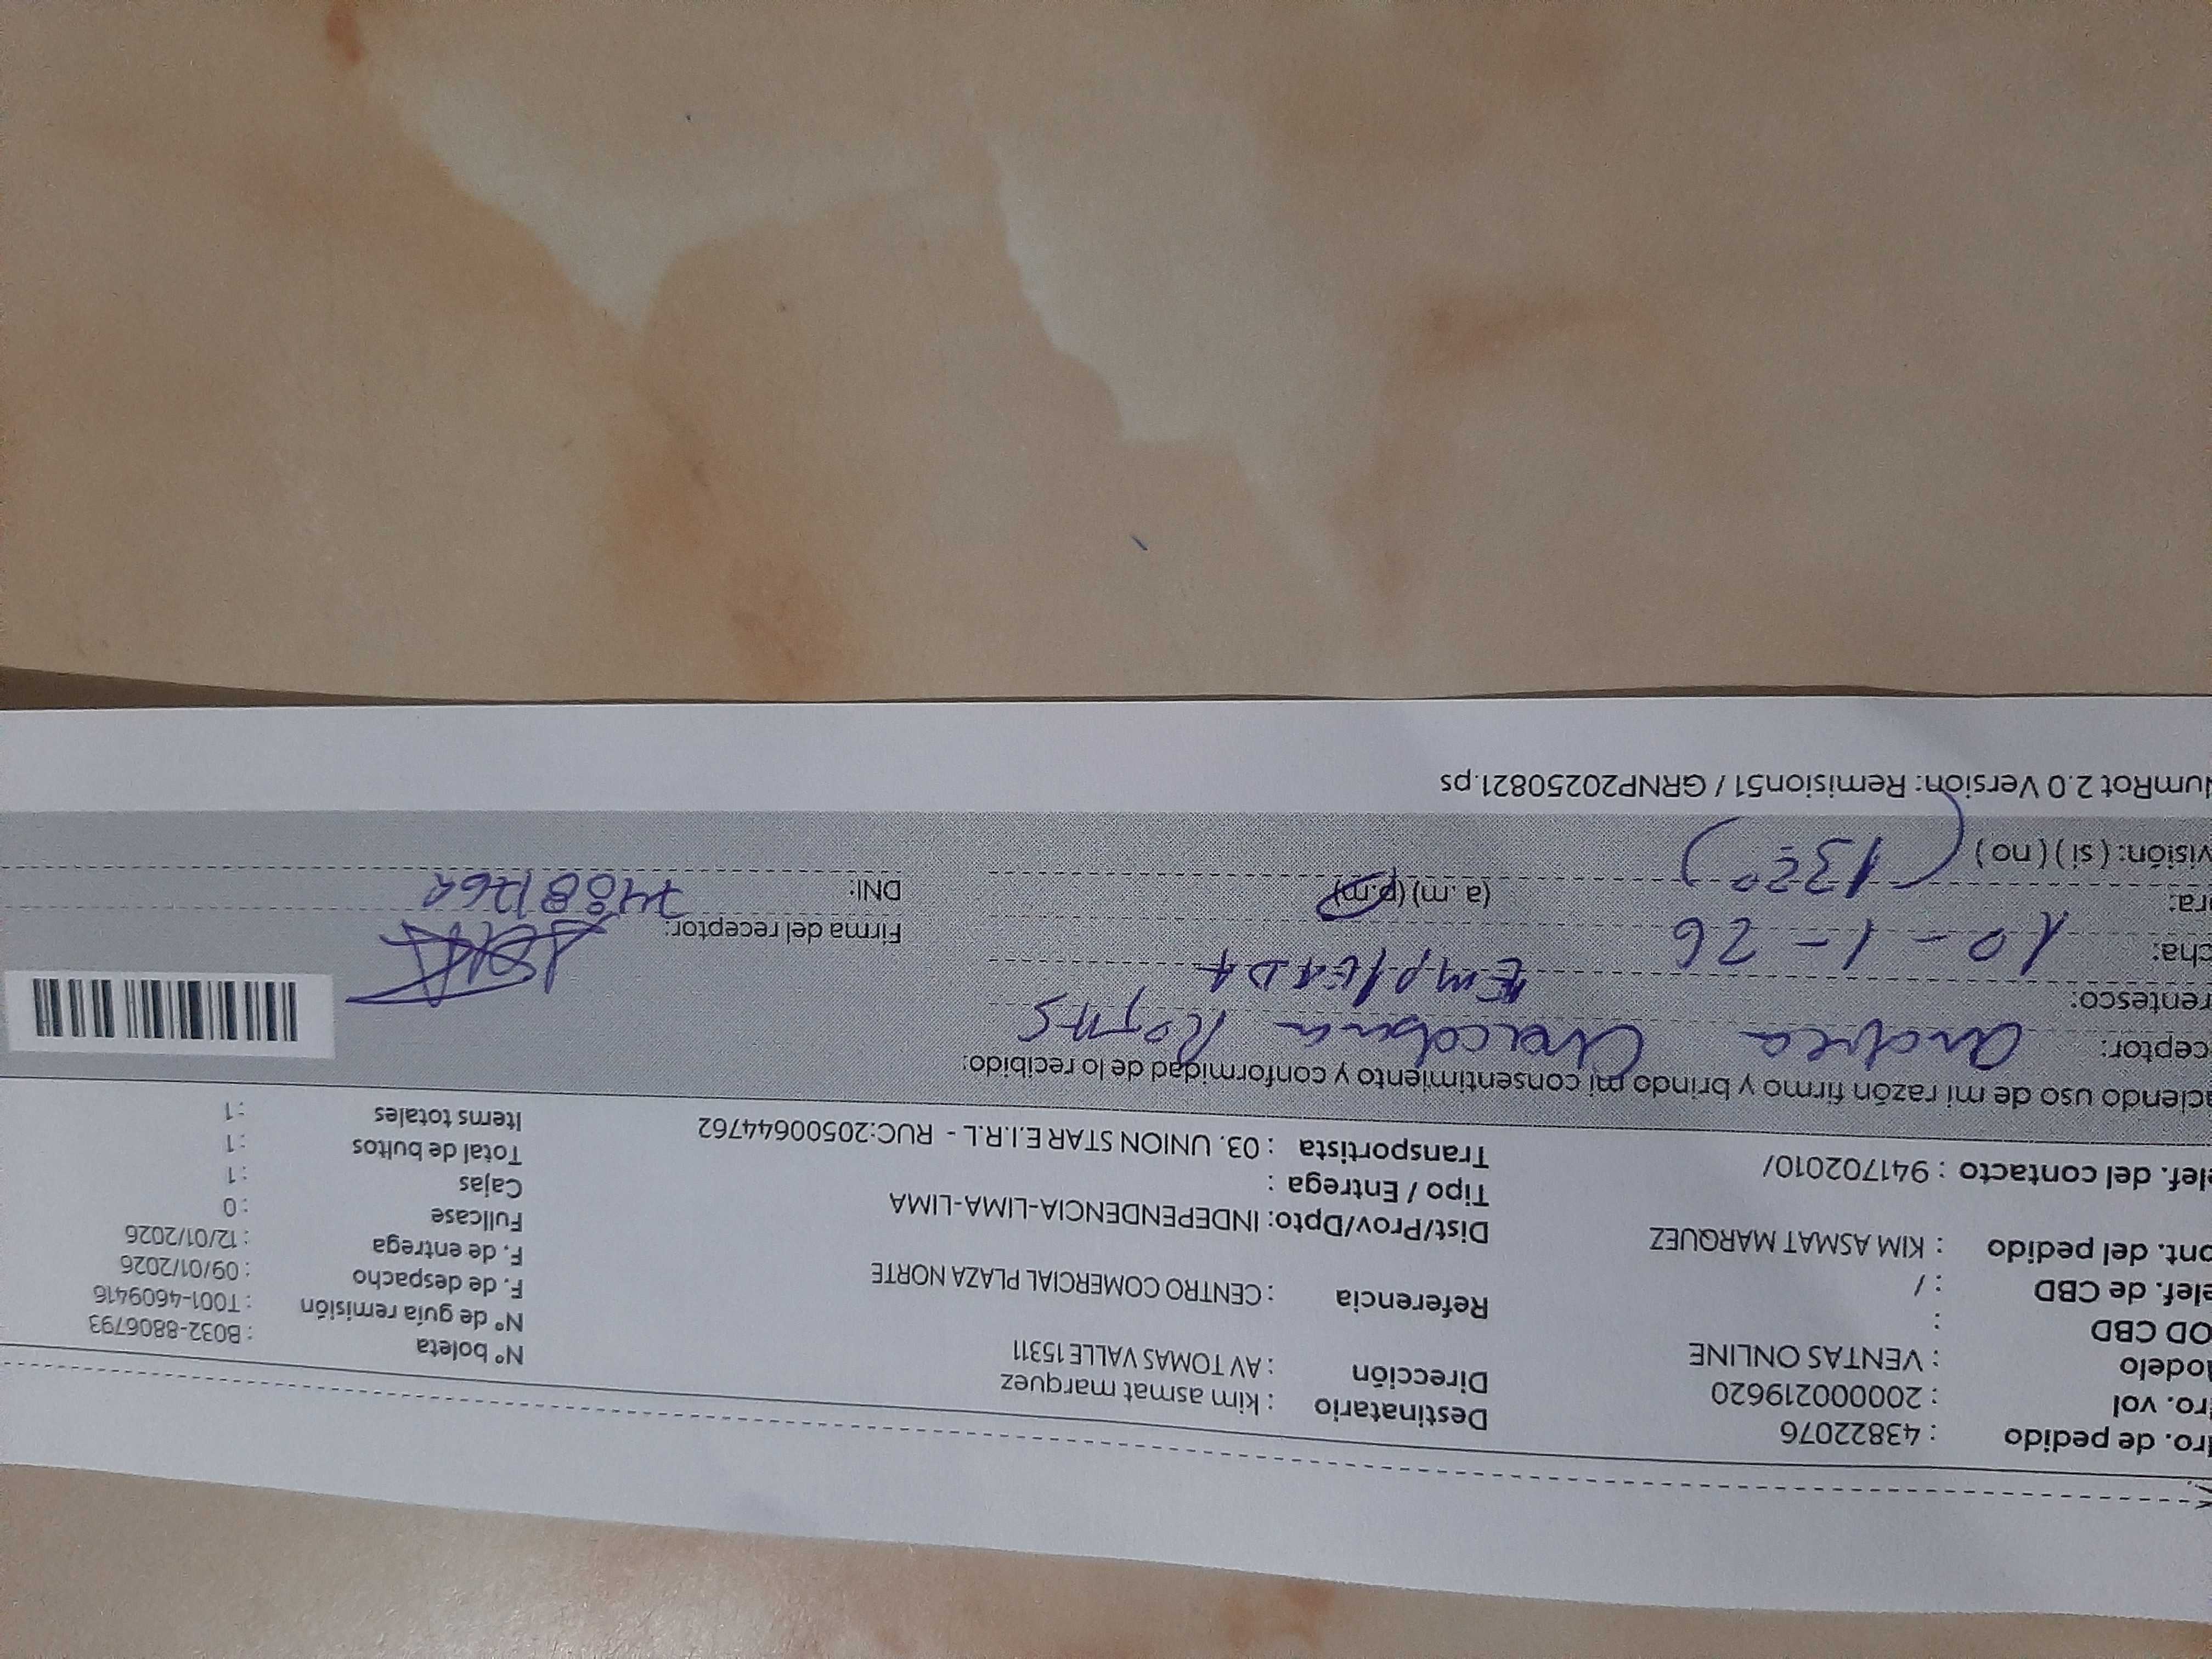 ro. de pedido : 43822076 Destinatario : kim asmat marquez Nº boleta : B032-8806793
ro. vol : 200000219620 Dirección : AV TOMAS VALLE 15311 Nº de guía remisión : T001-4609416
odelo : VENTAS ONLINE F. de despacho : 09/01/2026
OD CBD : Referencia : CENTRO COMERCIAL PLAZA NORTE F. de entrega : 12/01/2026
elef. de CBD : / Fullcase : 0
ont. del pedido : KIM ASMAT MARQUEZ Dist/Prov/Dpto: INDEPENDENCIA-LIMA-LIMA Cajas : 1
Tipo / Entrega : Total de bultos : 1
elef. del contacto : 941702010/ Transportista : 03. UNION STAR E.I.R.L - RUC:20500644762 Items totales : 1
aciendo uso de mi razón firmo y brindo mi consentimiento y conformidad de lo recibido:
ceptor: Andrea Rojas
rentesco: EmplEADA
cha: 10-1-26 Firma del receptor:
ra: (1320) (a.m) (p.m) DNI: 74881762
visión: ( si ) ( no )
NumRot 2.0 Version: Remision51 / GRNP20250821.ps